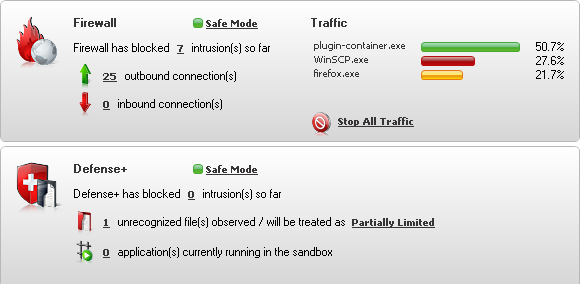 Firewall
Safe Mode
Firewall has blocked 7 intrusion(s) so far
25 outbound connection(s)
0 inbound connection(s)
Traffic
plugin-container.exe 50.7%
WinSCP.exe 27.6%
firefox.exe 21.7%
Stop All Traffic
Defense+
Safe Mode
Defense+ has blocked 0 intrusion(s) so far
1 unrecognized file(s) observed / will be treated as Partially Limited
0 application(s) currently running in the sandbox